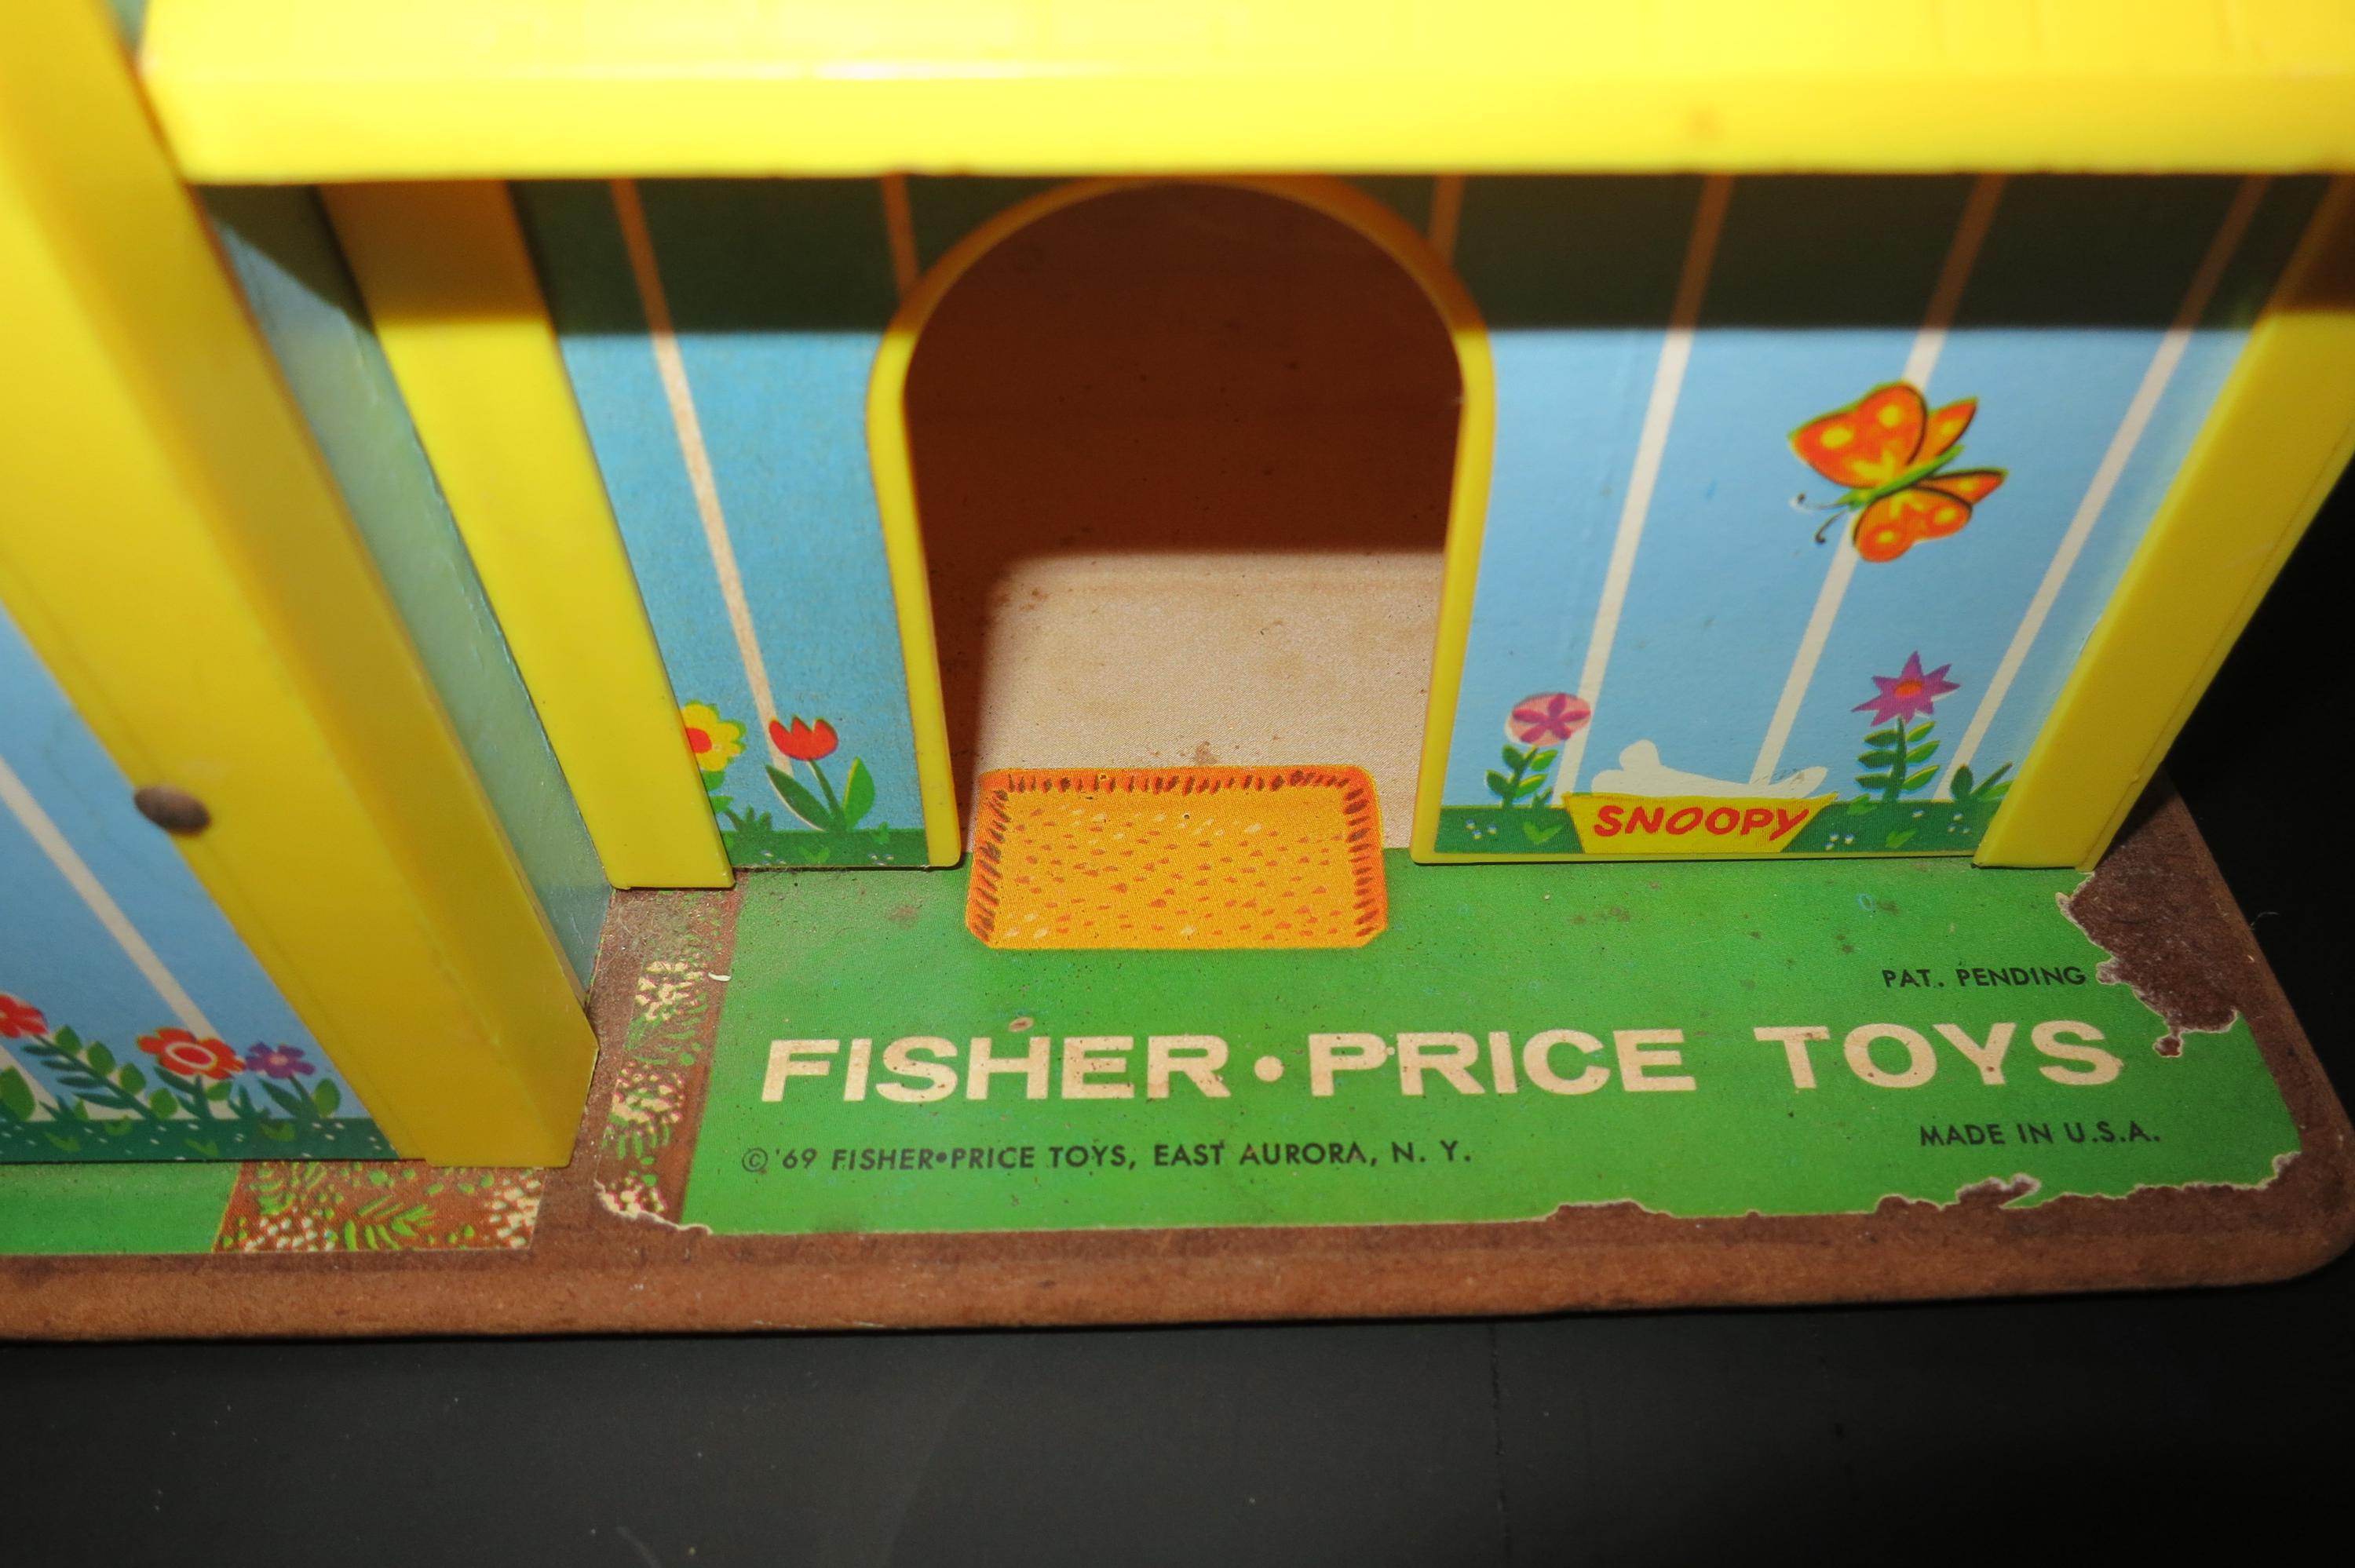 SNOOPY
PAT. PENDING
FISHER•PRICE TOYS
MADE IN U.S.A.
©'69 FISHER•PRICE TOYS, EAST AURORA, N. Y.